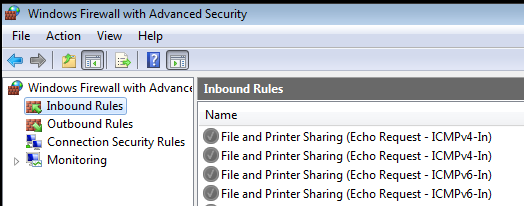 Windows Firewall with Advanced Security
File Action View Help
Windows Firewall with Advance
Inbound Rules
Outbound Rules
Connection Security Rules
Monitoring
Inbound Rules
Name
File and Printer Sharing (Echo Request - ICMPv4-In)
File and Printer Sharing (Echo Request - ICMPv4-In)
File and Printer Sharing (Echo Request - ICMPv6-In)
File and Printer Sharing (Echo Request - ICMPv6-In)